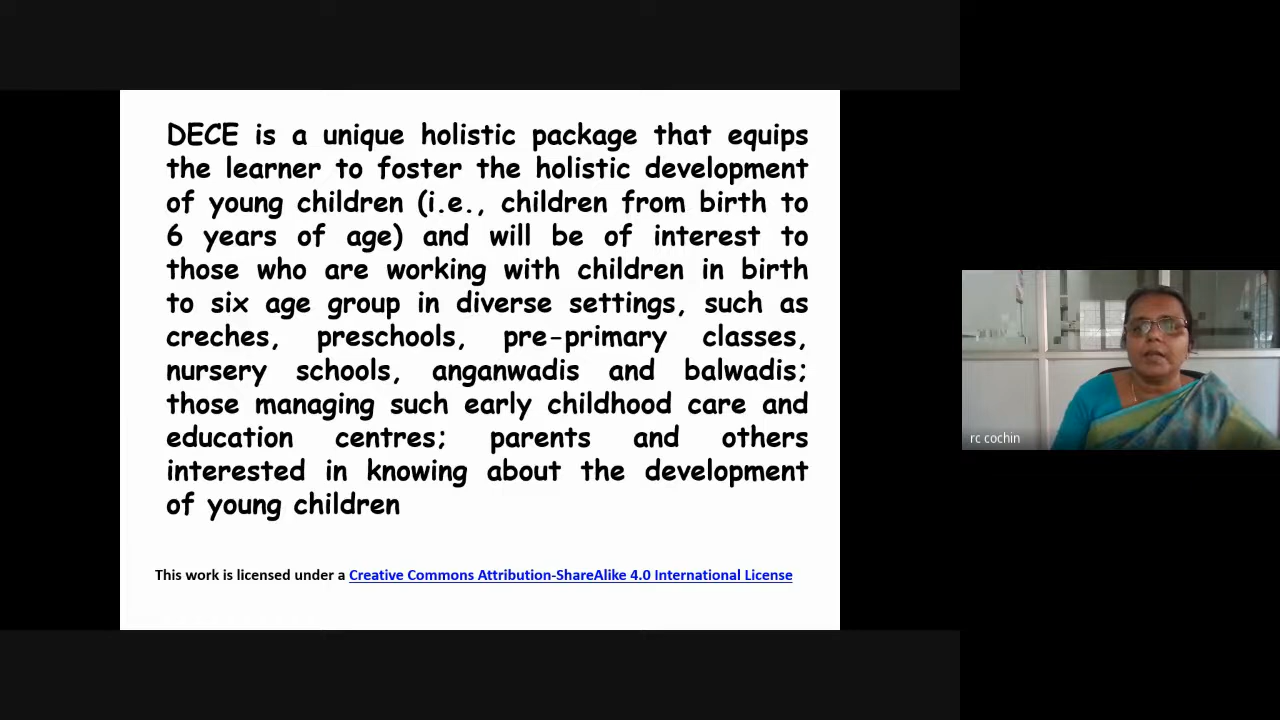 DECE is a unique holistic package that equips
the learner to foster the holistic development
of young children (i.e., children from birth to
6 years of age) and will be of interest to
those who are working with children in birth
to six age group in diverse settings, such as
creches, preschools, pre-primary classes,
nursery schools, anganwadis and balwadis;
those managing such early childhood care and
education centres; parents and others
interested in knowing about the development
of young children
This work is licensed under a Creative Commons Attribution-ShareAlike 4.0 International License
rc cochin